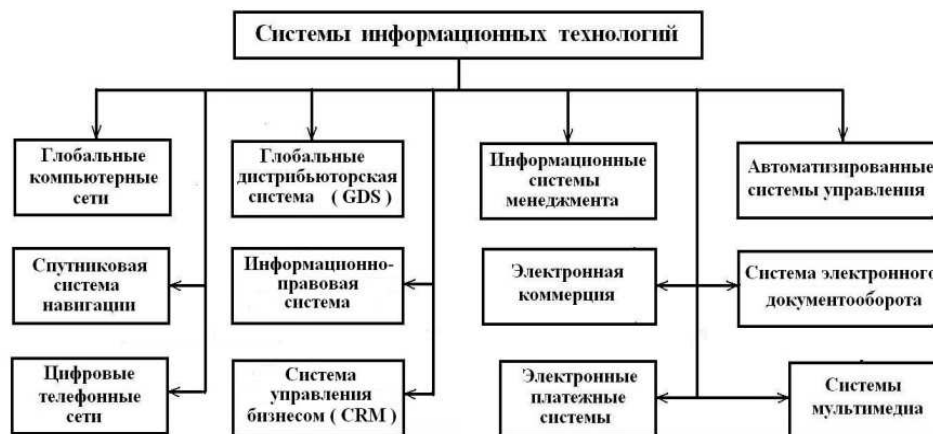 Системы информационных технологий
Глобальные
компьютерные
сети
Глобальные
дистрибьюторская
система ( GDS )
Информационные
системы
менеджмента
Автоматизированные
системы управления
Спутниковая
система
навигации
Информационно-
правовая
система
Электронная
коммерция
Система электронного
документооборота
Цифровые
телефонные
сети
Система
управления
бизнесом ( CRM )
Электронные
платежные
системы
Системы
мультимедиа